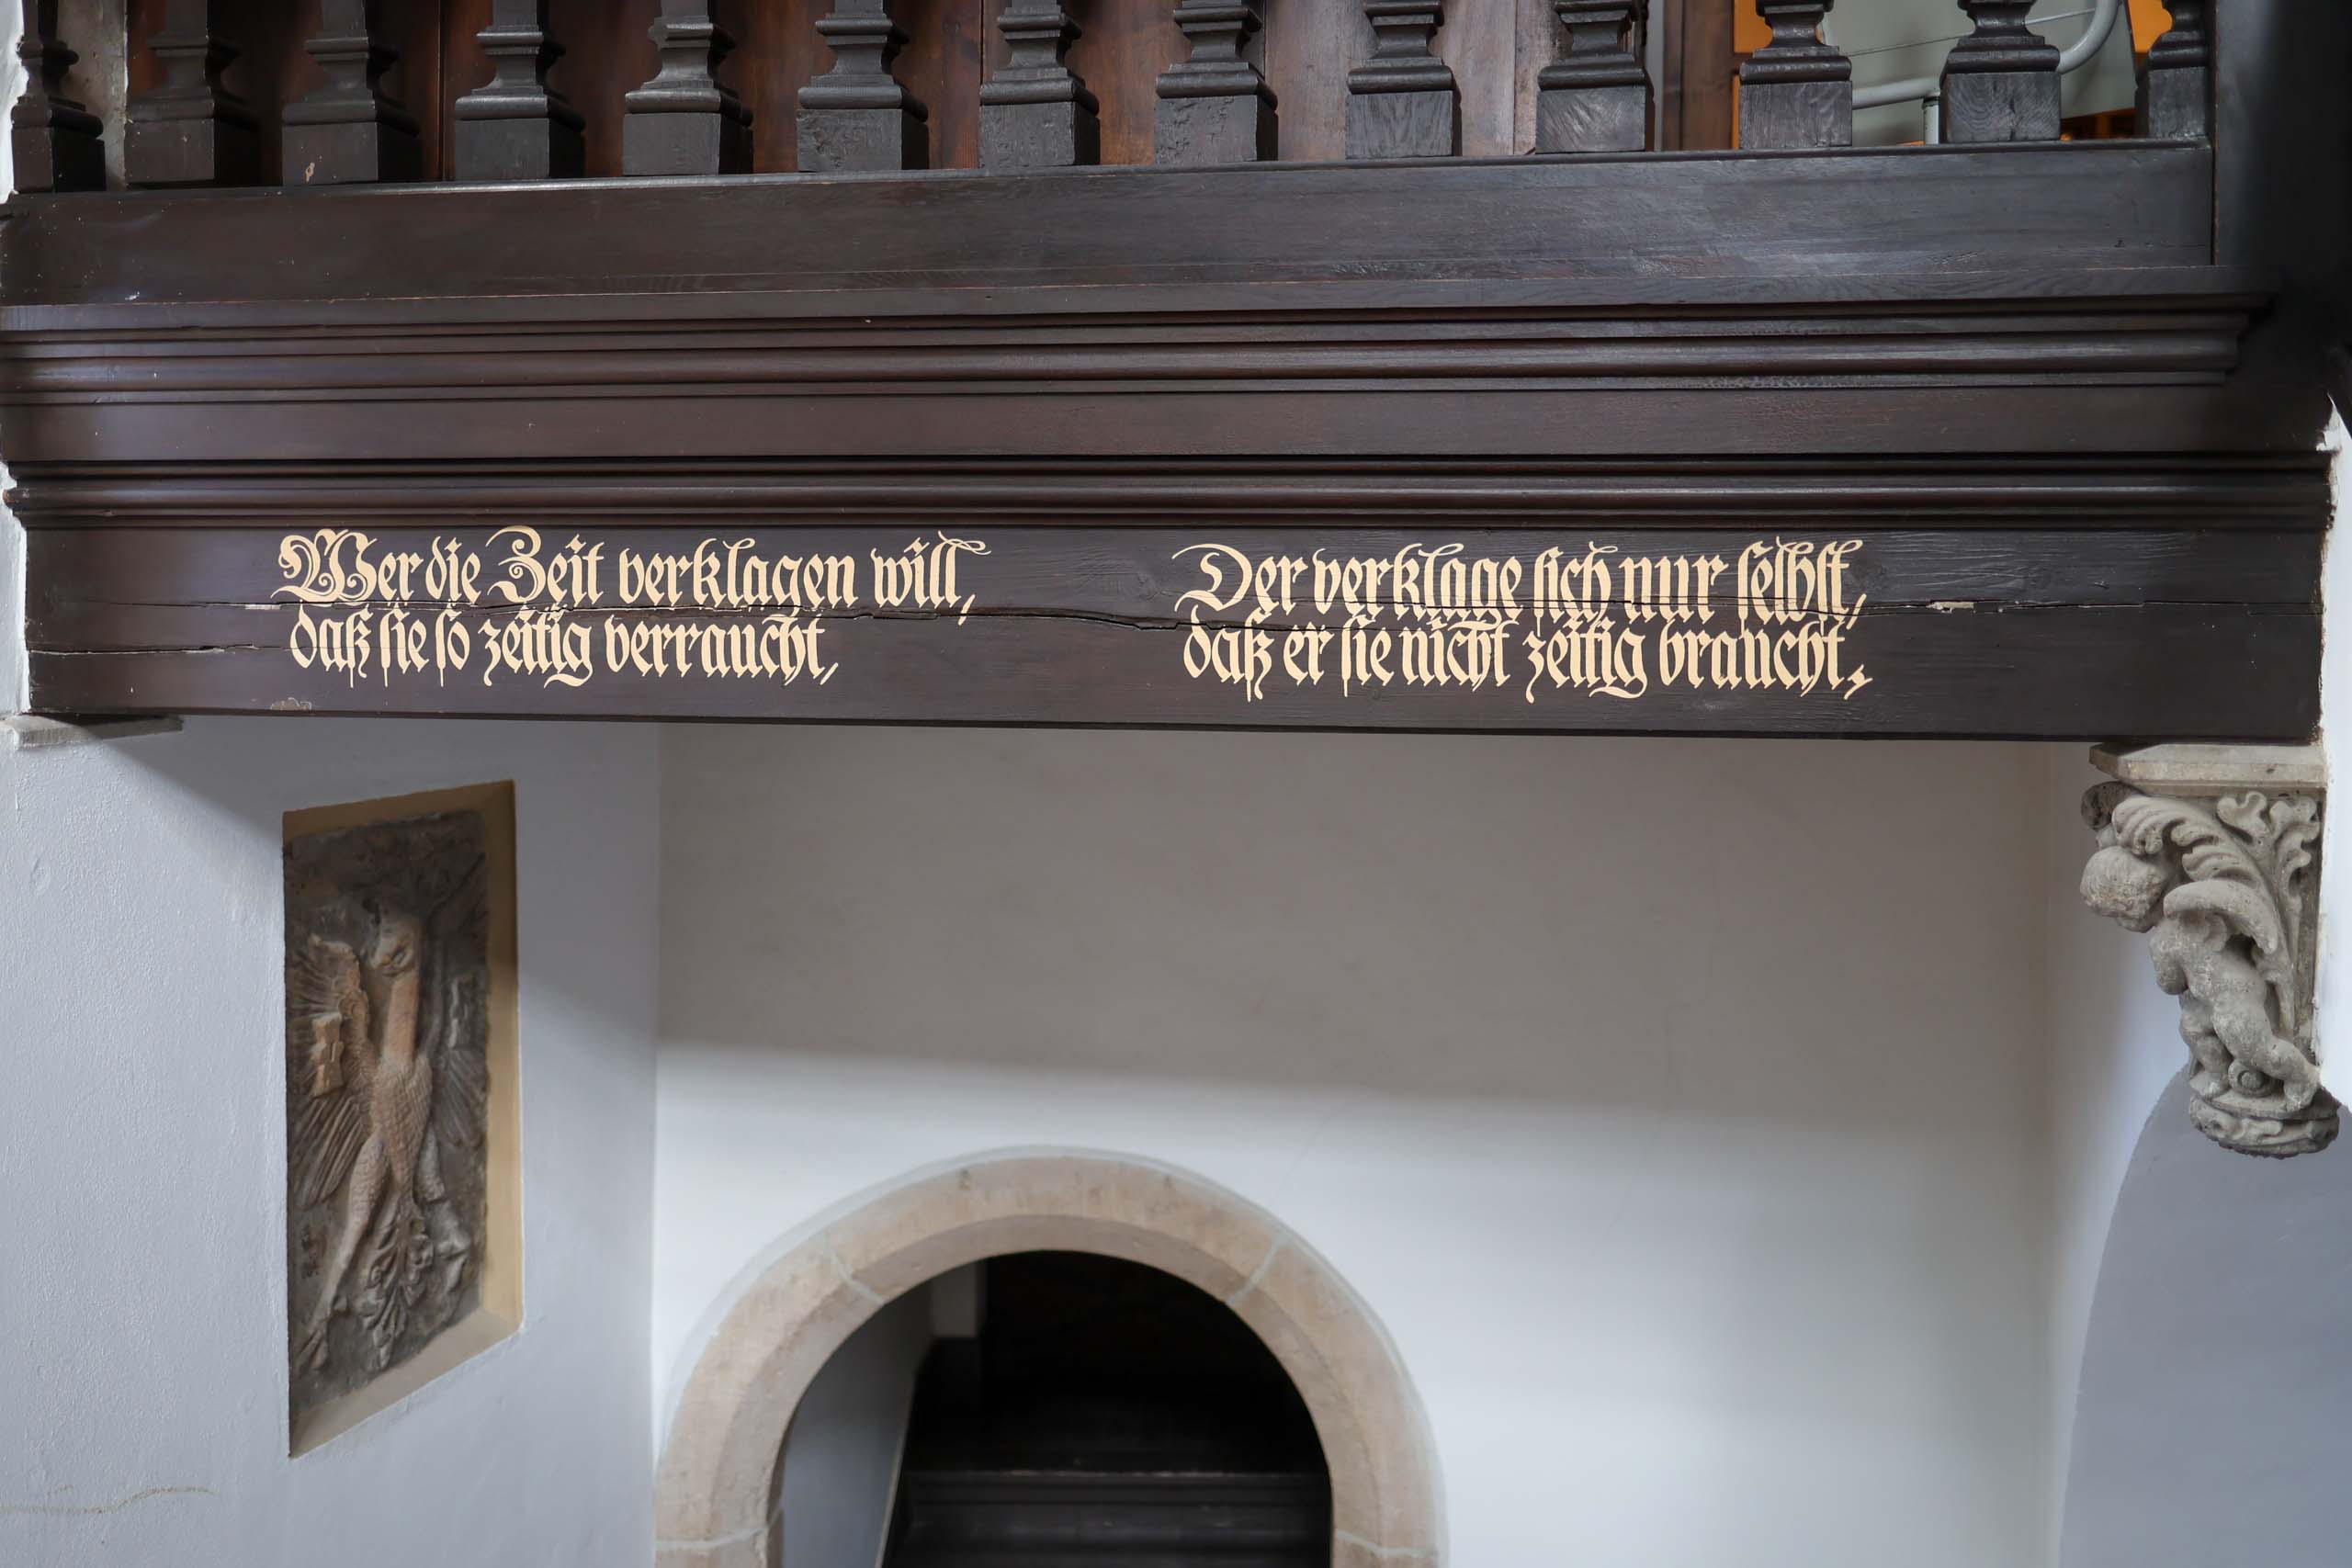 Wer die Zeit verklagen will,
daß sie so zeitig verraucht,
Der verklage sich nur selbst,
daß er sie nicht zeitig braucht.